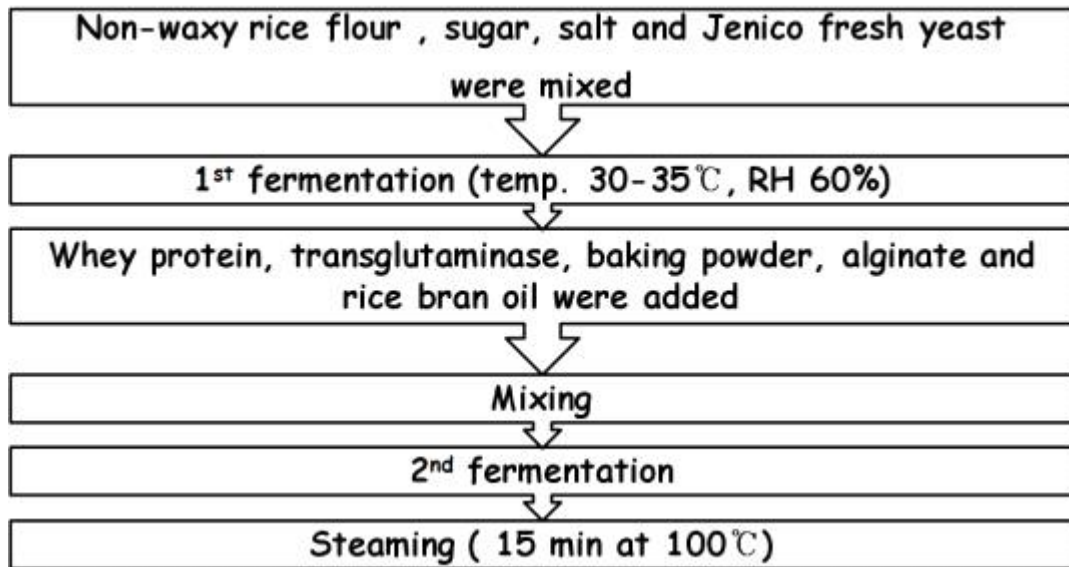 Non-waxy rice flour , sugar, salt and Jenico fresh yeast
were mixed
1st fermentation (temp. 30-35℃, RH 60%)
Whey protein, transglutaminase, baking powder, alginate and
rice bran oil were added
Mixing
2nd fermentation
Steaming ( 15 min at 100℃)